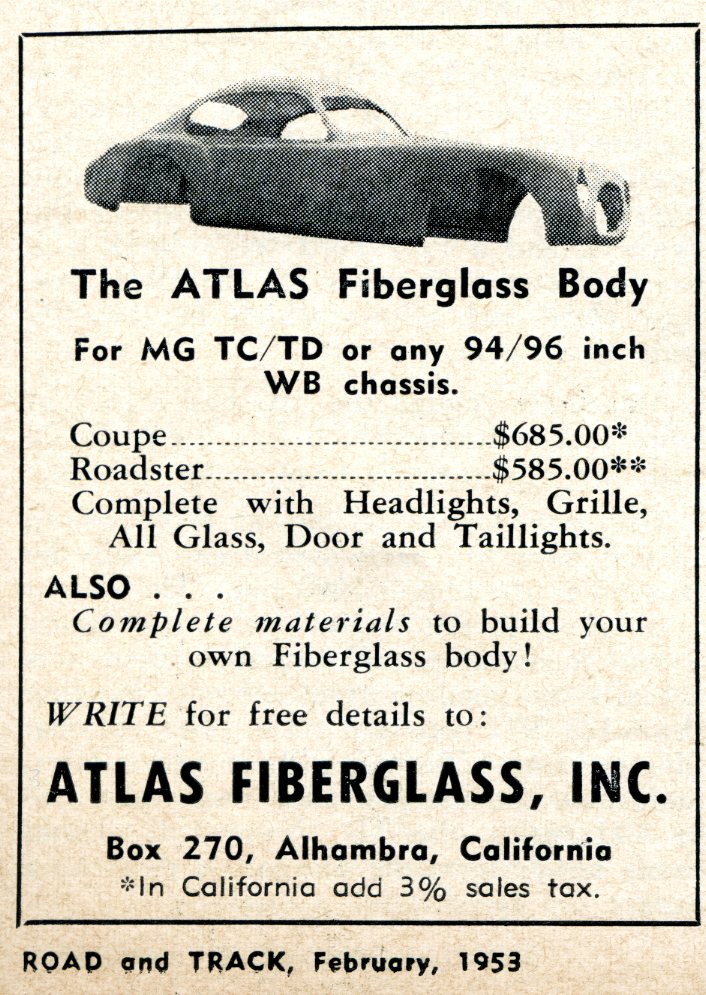 The ATLAS Fiberglass Body
For MG TC/TD or any 94/96 inch
WB chassis.
Coupe....................................$685.00*
Roadster................................$585.00**
Complete with Headlights, Grille,
All Glass, Door and Taillights.
ALSO . . .
Complete materials to build your
own Fiberglass body!
WRITE for free details to:
ATLAS FIBERGLASS, INC.
Box 270, Alhambra, California
*In California add 3% sales tax.
ROAD and TRACK, February, 1953